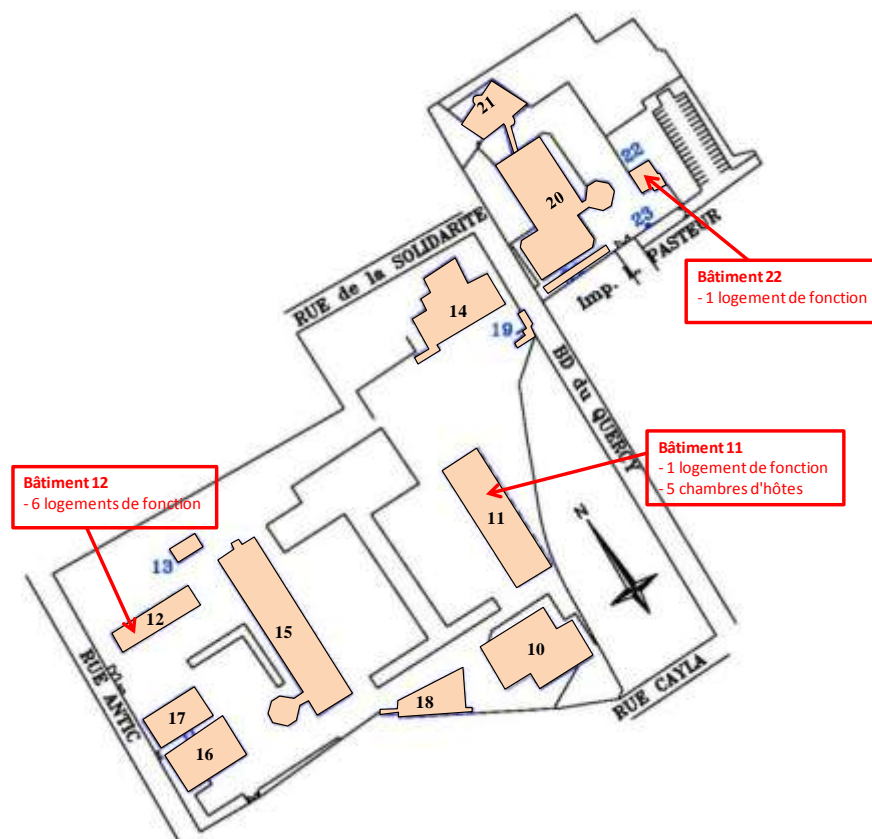 21
22
20
23
RUE de la SOLIDARITE
Imp. L. PASTEUR
Bâtiment 22
- 1 logement de fonction
14
19
BD du QUERCY
Bâtiment 11
- 1 logement de fonction
- 5 chambres d'hôtes
Bâtiment 12
- 6 logements de fonction
11
N
13
12
15
10
RUE ANTIC
17
18
RUE CAYLA
16